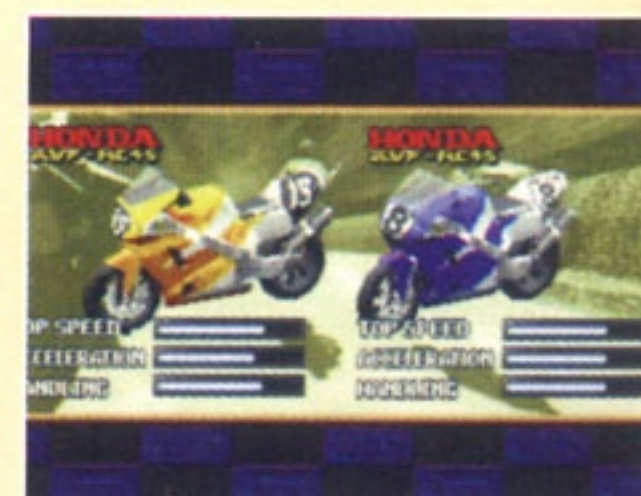 HONDA HONDA
RVF-RC45 RVF-RC45
OP SPEED TOP SPEED
CCELERATION ACCELERATION
ANDLING HANDLING